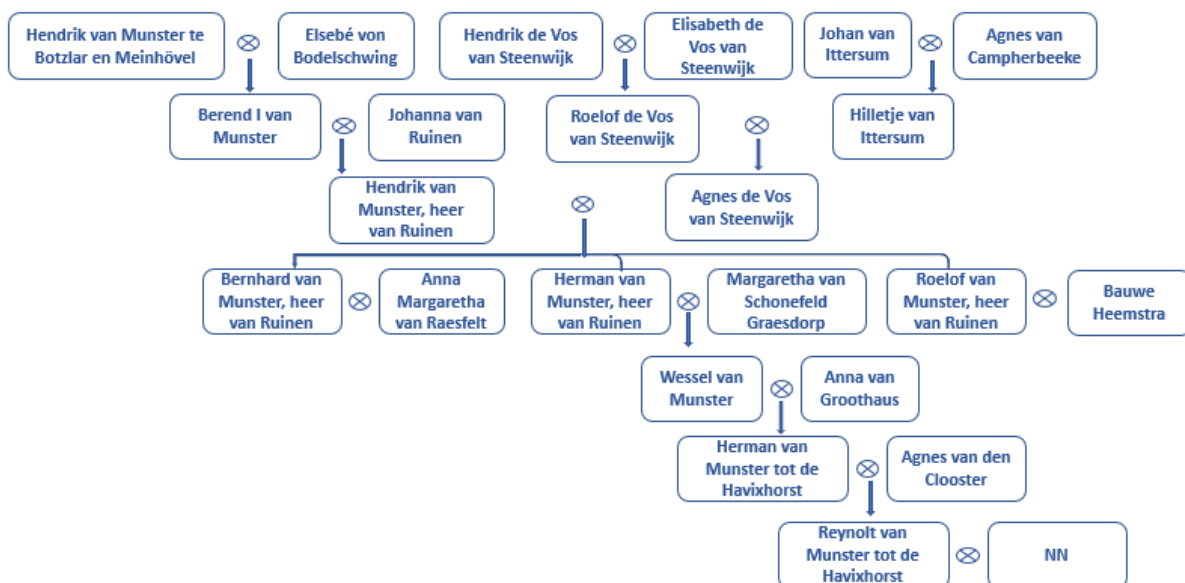 Hendrik van Munster te
Botzlar en Meinhövel
Elsebé von
Bodelschwing
Hendrik de Vos
van Steenwijk
Elisabeth de
Vos van
Steenwijk
Johan van
Ittersum
Agnes van
Campherbeeke
Berend I van
Munster
Johanna van
Ruinen
Roelof de Vos
van Steenwijk
Hilletje van
Ittersum
Hendrik van
Munster, heer
van Ruinen
Agnes de Vos
van Steenwijk
Bernhard van
Munster, heer
van Ruinen
Anna
Margaretha
van Raesfelt
Herman van
Munster, heer
van Ruinen
Margaretha van
Schonefeld
Graesdorp
Roelof van
Munster, heer
van Ruinen
Bauwe
Heemstra
Wessel van
Munster
Anna van
Groothaus
Herman van
Munster tot de
Havixhorst
Agnes van den
Clooster
Reynolt van
Munster tot de
Havixhorst
NN